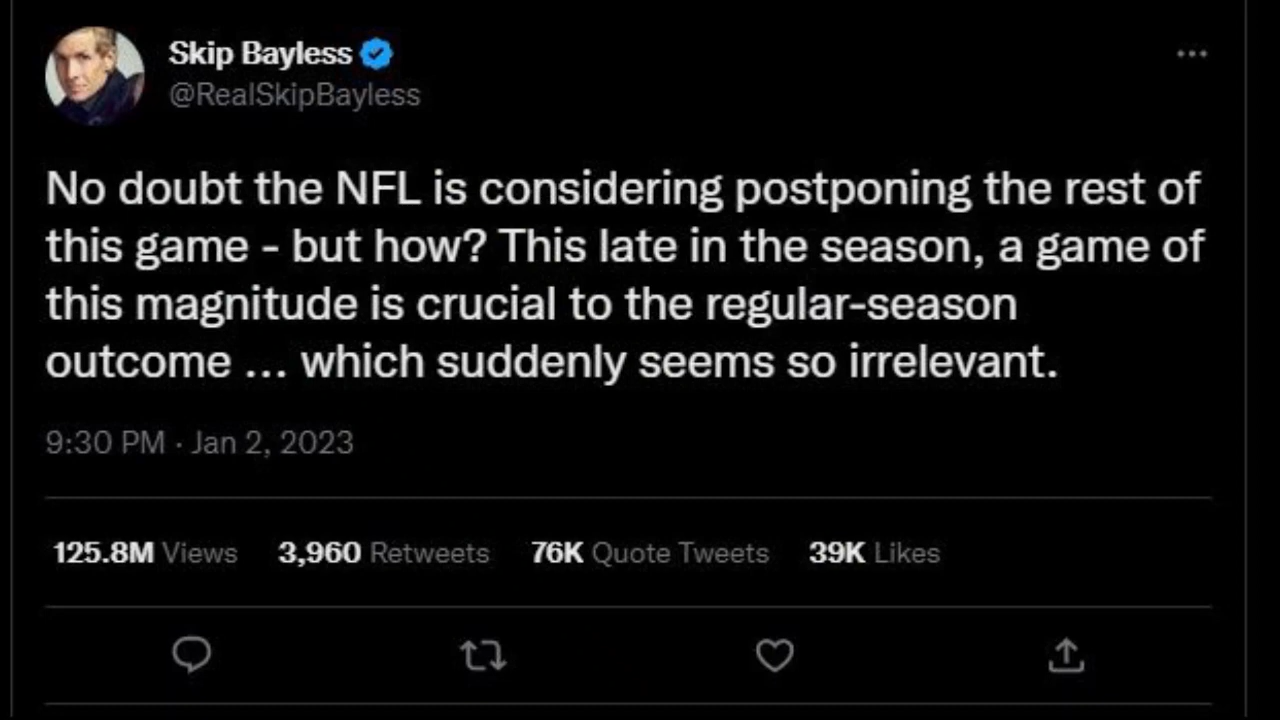 Skip Bayless
@RealSkipBayless
No doubt the NFL is considering postponing the rest of
this game - but how? This late in the season, a game of
this magnitude is crucial to the regular-season
outcome ... which suddenly seems so irrelevant.
9:30 PM · Jan 2, 2023
125.8M Views 3,960 Retweets 76K Quote Tweets 39K Likes